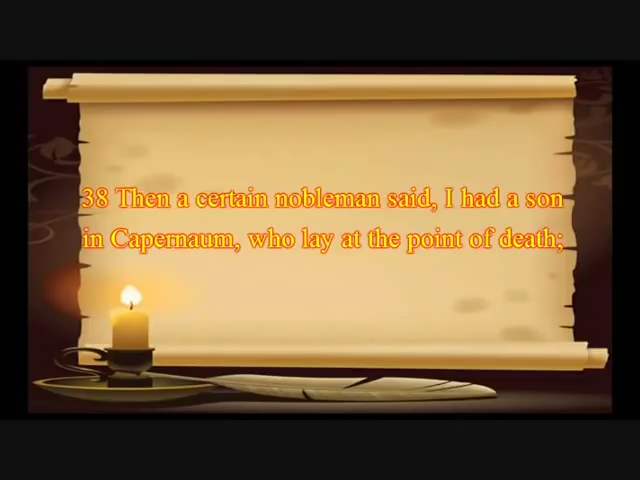 38 Then a certain nobleman said, I had a son
in Capernaum, who lay at the point of death;